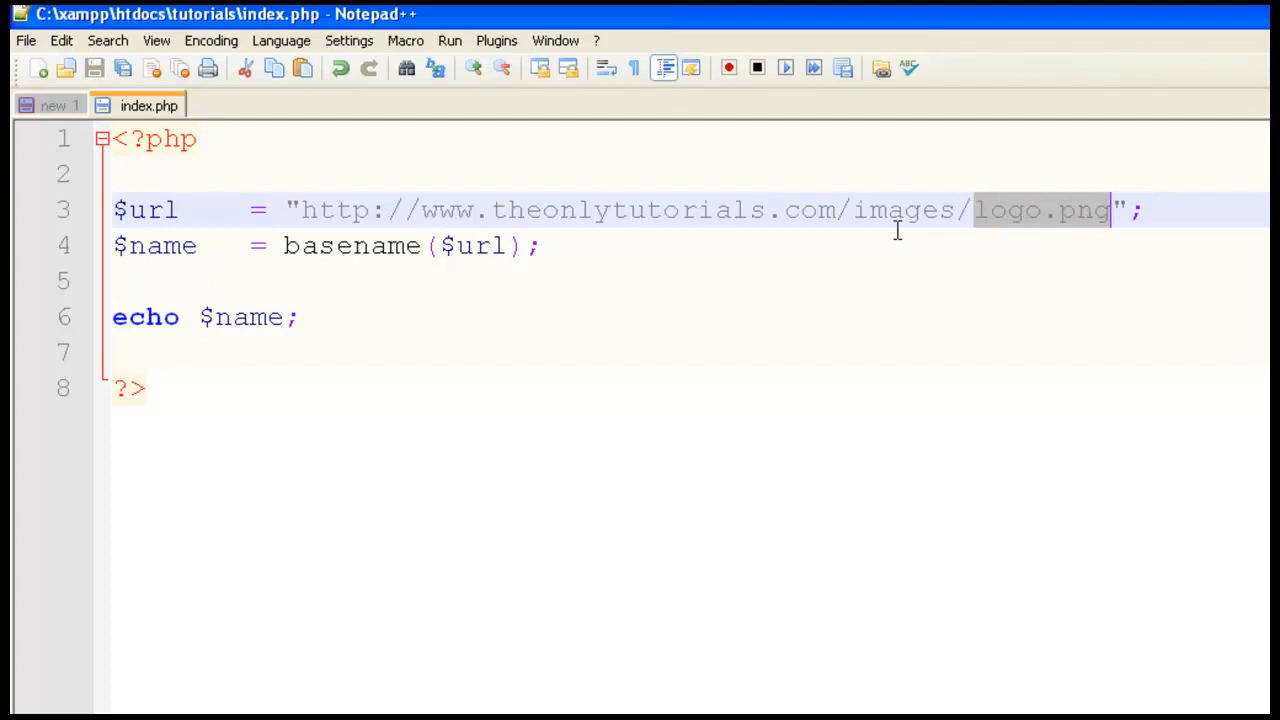 C:\xampp\htdocs\tutorials\index.php - Notepad++
File Edit Search View Encoding Language Settings Macro Run Plugins Window ?
ABC
new 1 index.php
1 <?php
2
3 $url = "http://www.theonlytutorials.com/images/logo.png";
4 $name = basename($url);
5
6 echo $name;
7
8 ?>